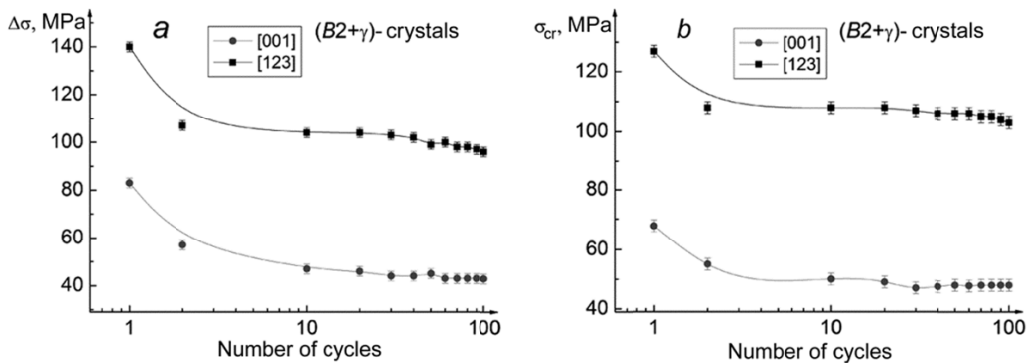 Δσ, MPa
a
(B2+γ)- crystals
[001]
[123]
140
120
100
80
60
40
1
10
100
Number of cycles
σcr, MPa
b
(B2+γ)- crystals
[001]
[123]
120
100
80
60
40
1
10
100
Number of cycles